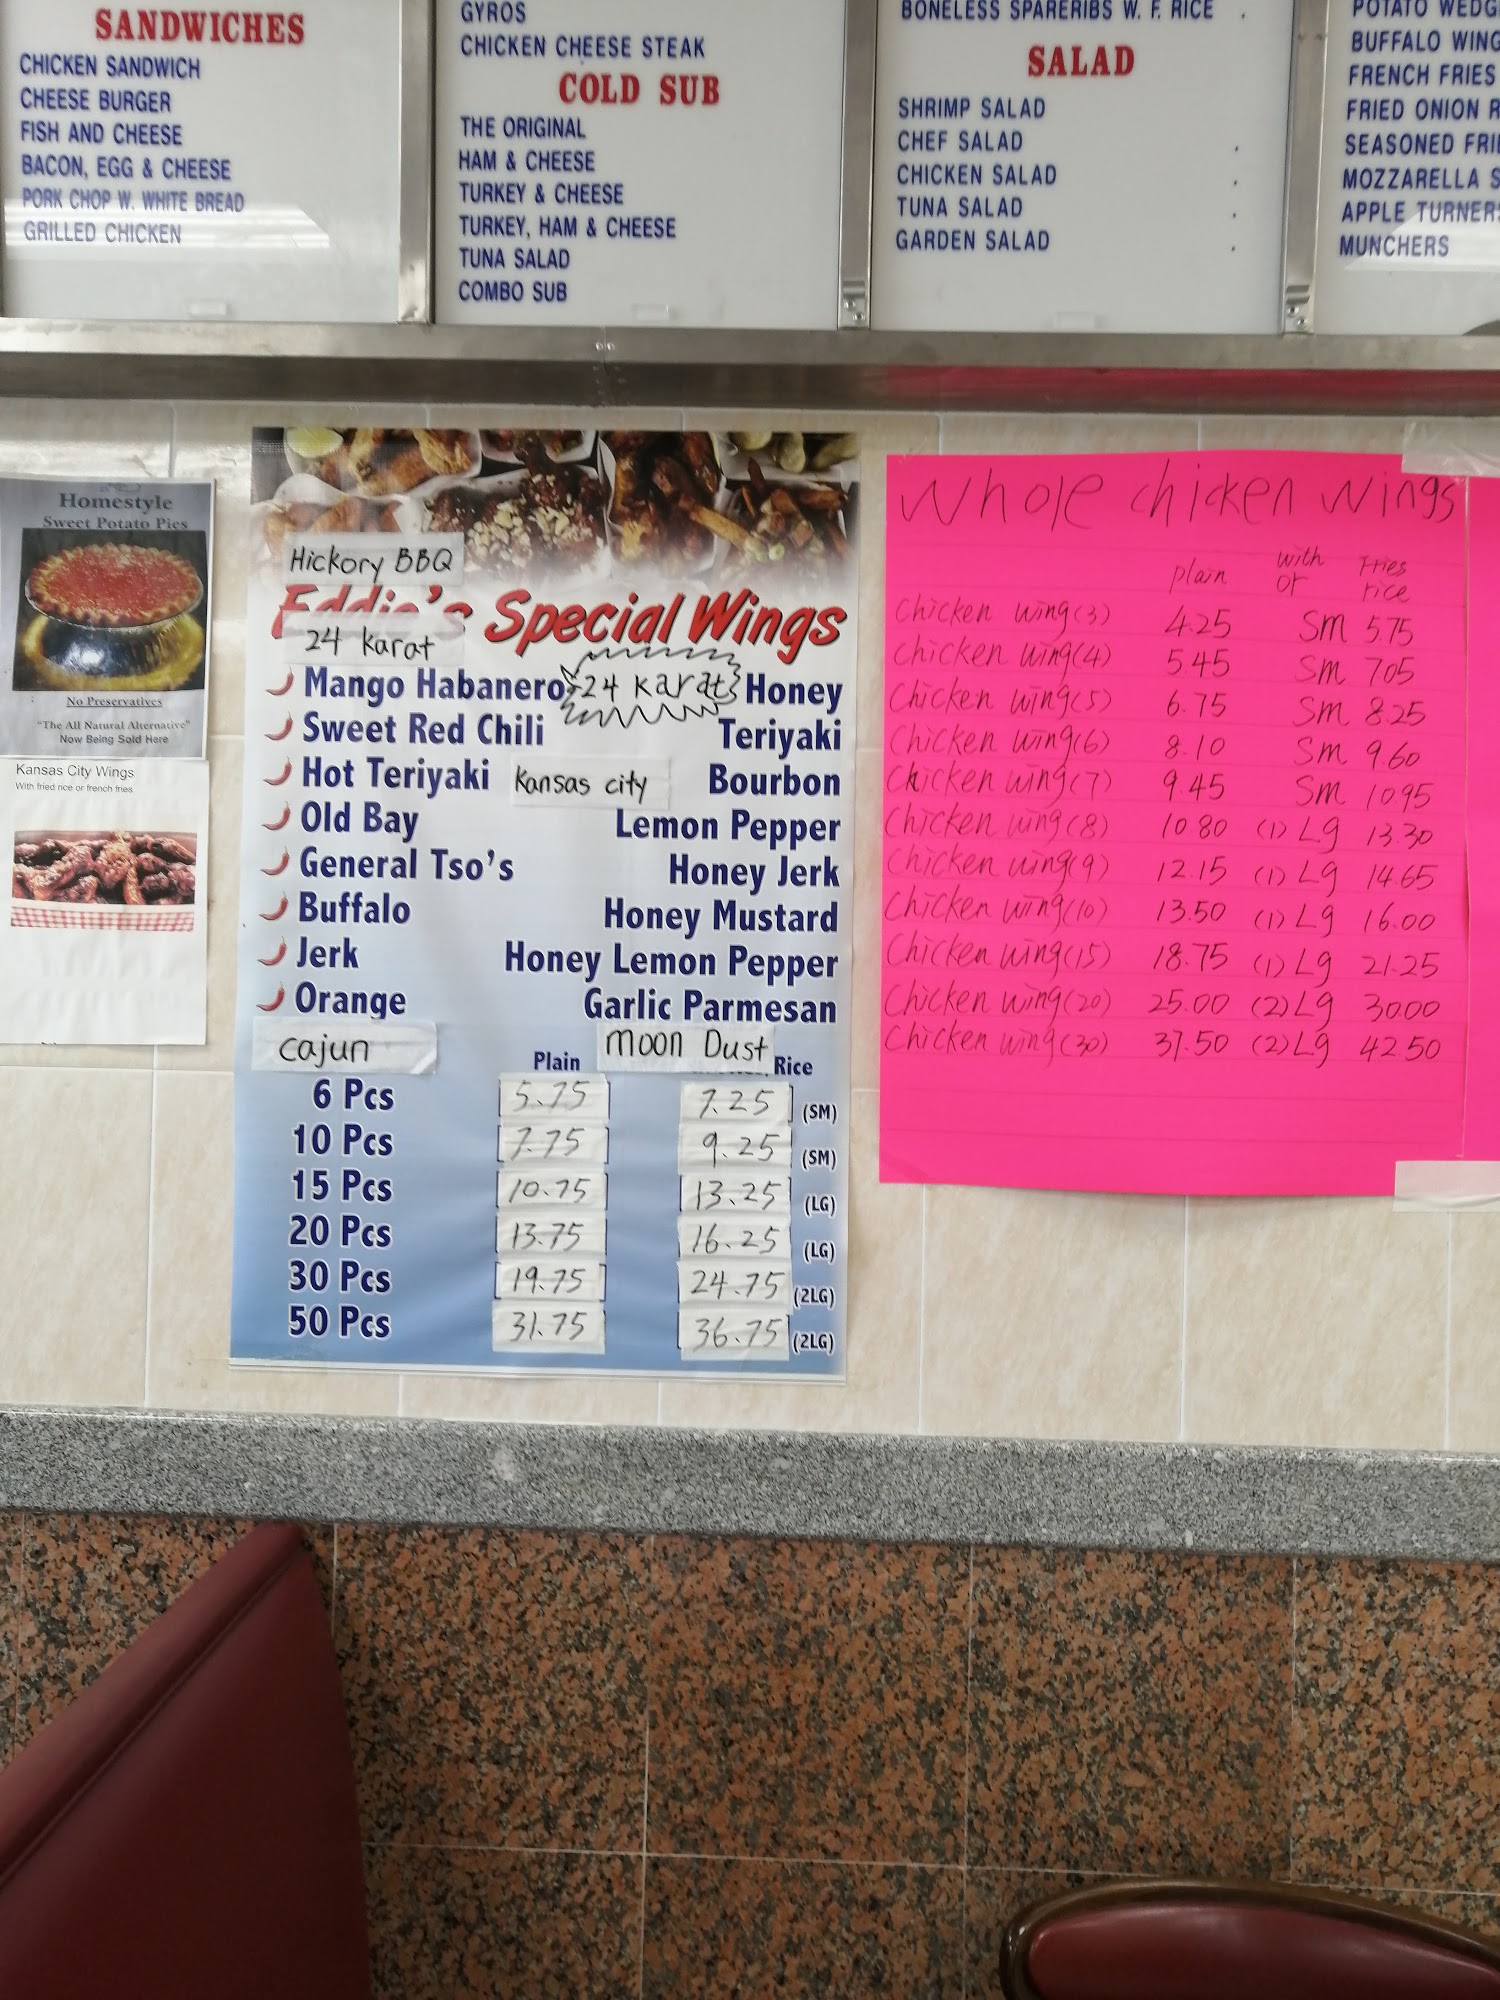 SANDWICHES
CHICKEN SANDWICH
CHEESE BURGER
FISH AND CHEESE
BACON, EGG & CHEESE
PORK CHOP W. WHITE BREAD
GRILLED CHICKEN
GYROS
CHICKEN CHEESE STEAK
COLD SUB
THE ORIGINAL
HAM & CHEESE
TURKEY & CHEESE
TURKEY, HAM & CHEESE
TUNA SALAD
COMBO SUB
BONELESS SPARERIBS W. F. RICE
SALAD
SHRIMP SALAD
CHEF SALAD
CHICKEN SALAD
TUNA SALAD
GARDEN SALAD
POTATO WEDG
BUFFALO WING
FRENCH FRIES
FRIED ONION R
SEASONED FRI
MOZZARELLA S
APPLE TURNER
MUNCHERS
Homestyle
Sweet Potato Pies
No Preservatives
"The All Natural Alternative"
Now Being Sold Here
Kansas City Wings
With fried rice or french fries
Hickory BBQ
Eddie's Special Wings
24 Karat
Mango Habanero 24 Karat Honey
Sweet Red Chili Teriyaki
Hot Teriyaki Kansas city Bourbon
Old Bay Lemon Pepper
General Tso's Honey Jerk
Buffalo Honey Mustard
Jerk Honey Lemon Pepper
Orange Garlic Parmesan
cajun Moon Dust
Plain Rice
6 Pcs 5.75 7.25 (SM)
10 Pcs 7.75 9.25 (SM)
15 Pcs 10.75 13.25 (LG)
20 Pcs 13.75 16.25 (LG)
30 Pcs 19.75 24.75 (2LG)
50 Pcs 31.75 36.75 (2LG)
Whole chicken wings
plain with Fries
or rice
Chicken wing(3) 4.25 SM 5.75
Chicken wing(4) 5.45 SM 7.05
Chicken wing(5) 6.75 SM 8.25
Chicken wing(6) 8.10 SM 9.60
Chicken wing(7) 9.45 SM 10.95
Chicken wing(8) 10.80 (1) Lg 13.30
Chicken wing(9) 12.15 (1) Lg 14.65
Chicken wing(10) 13.50 (1) Lg 16.00
Chicken wing(15) 18.75 (1) Lg 21.25
Chicken wing(20) 25.00 (2) Lg 30.00
Chicken wing(30) 37.50 (2) Lg 42.50